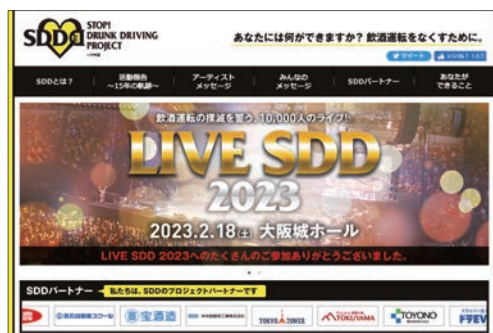 SDD
STOP!
DRUNK DRIVING
PROJECT
あなたには何ができますか? 飲酒運転をなくすために。
ツイート
いいね!
SDDとは?
活動報告
～15年の軌跡～
アーティスト
メッセージ
みんなの
メッセージ
SDDパートナー
あなたが
できること
飲酒運転の撲滅を誓う、10,000人のライブ!!
LIVE SDD
2023
2023.2.18(土) 大阪城ホール
LIVE SDD 2023へのたくさんのご参加ありがとうございました。
SDDパートナー
私たちは、SDDのプロジェクトパートナーです
寶酒造
TOKYO TOWER
TOKUYAMA
TOYONO